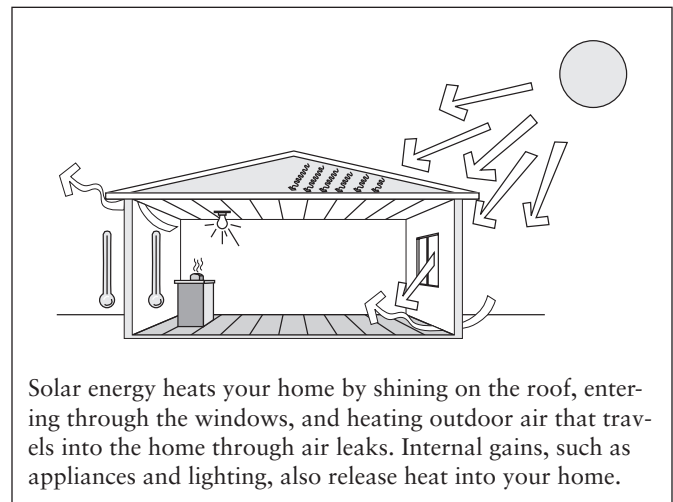 Solar energy heats your home by shining on the roof, enter-
ing through the windows, and heating outdoor air that trav-
els into the home through air leaks. Internal gains, such as
appliances and lighting, also release heat into your home.